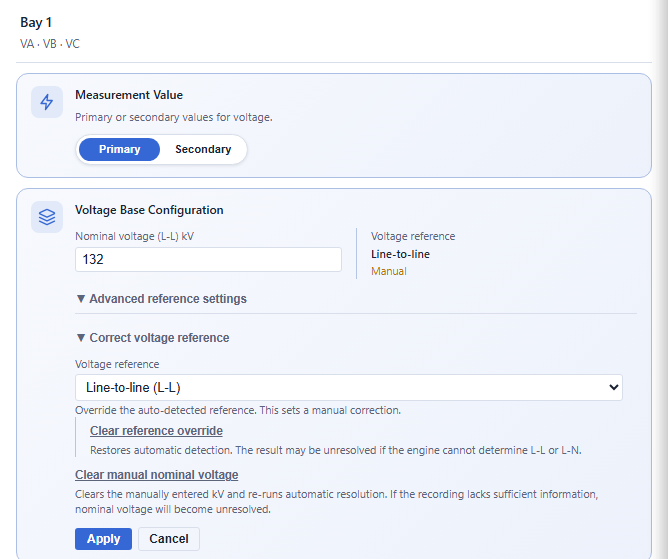 Bay 1
VA · VB · VC
Measurement Value
Primary or secondary values for voltage.
Primary Secondary
Voltage Base Configuration
Nominal voltage (L-L) kV
132
Voltage reference
Line-to-line
Manual
▼ Advanced reference settings
▼ Correct voltage reference
Voltage reference
Line-to-line (L-L)
Override the auto-detected reference. This sets a manual correction.
Clear reference override
Restores automatic detection. The result may be unresolved if the engine cannot determine L-L or L-N.
Clear manual nominal voltage
Clears the manually entered kV and re-runs automatic resolution. If the recording lacks sufficient information,
nominal voltage will become unresolved.
Apply Cancel